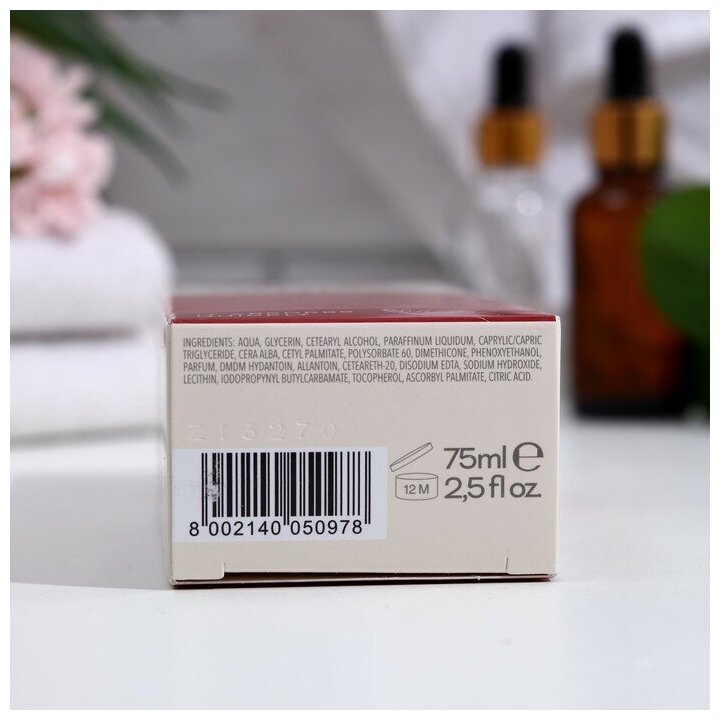 INGREDIENTS: AQUA, GLYCERIN, CETEARYL ALCOHOL, PARAFFINUM LIQUIDUM, CAPRYLIC/CAPRIC
TRIGLYCERIDE, CERA ALBA, CETYL PALMITATE, POLYSORBATE 60, DIMETHICONE, PHENOXYETHANOL,
PARFUM, DMDM HYDANTOIN, ALLANTOIN, CETEARETH-20, DISODIUM EDTA, SODIUM HYDROXIDE,
LECITHIN, IODOPROPYNYL BUTYLCARBAMATE, TOCOPHEROL, ASCORBYL PALMITATE, CITRIC ACID.
Z13270
12 M
75ml e
2,5 fl oz.
8 002140 050978